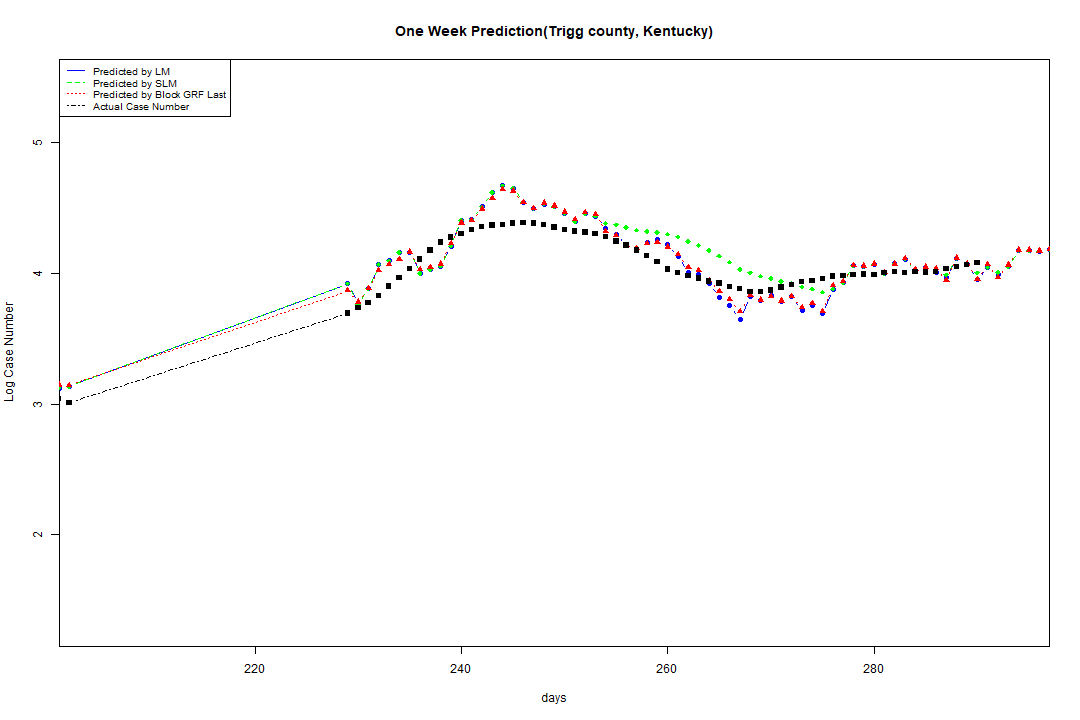 One Week Prediction(Trigg county, Kentucky)
Predicted by LM
Predicted by SLM
Predicted by Block GRF Last
Actual Case Number
5
4
3
2
Log Case Number
220 240 260 280
days